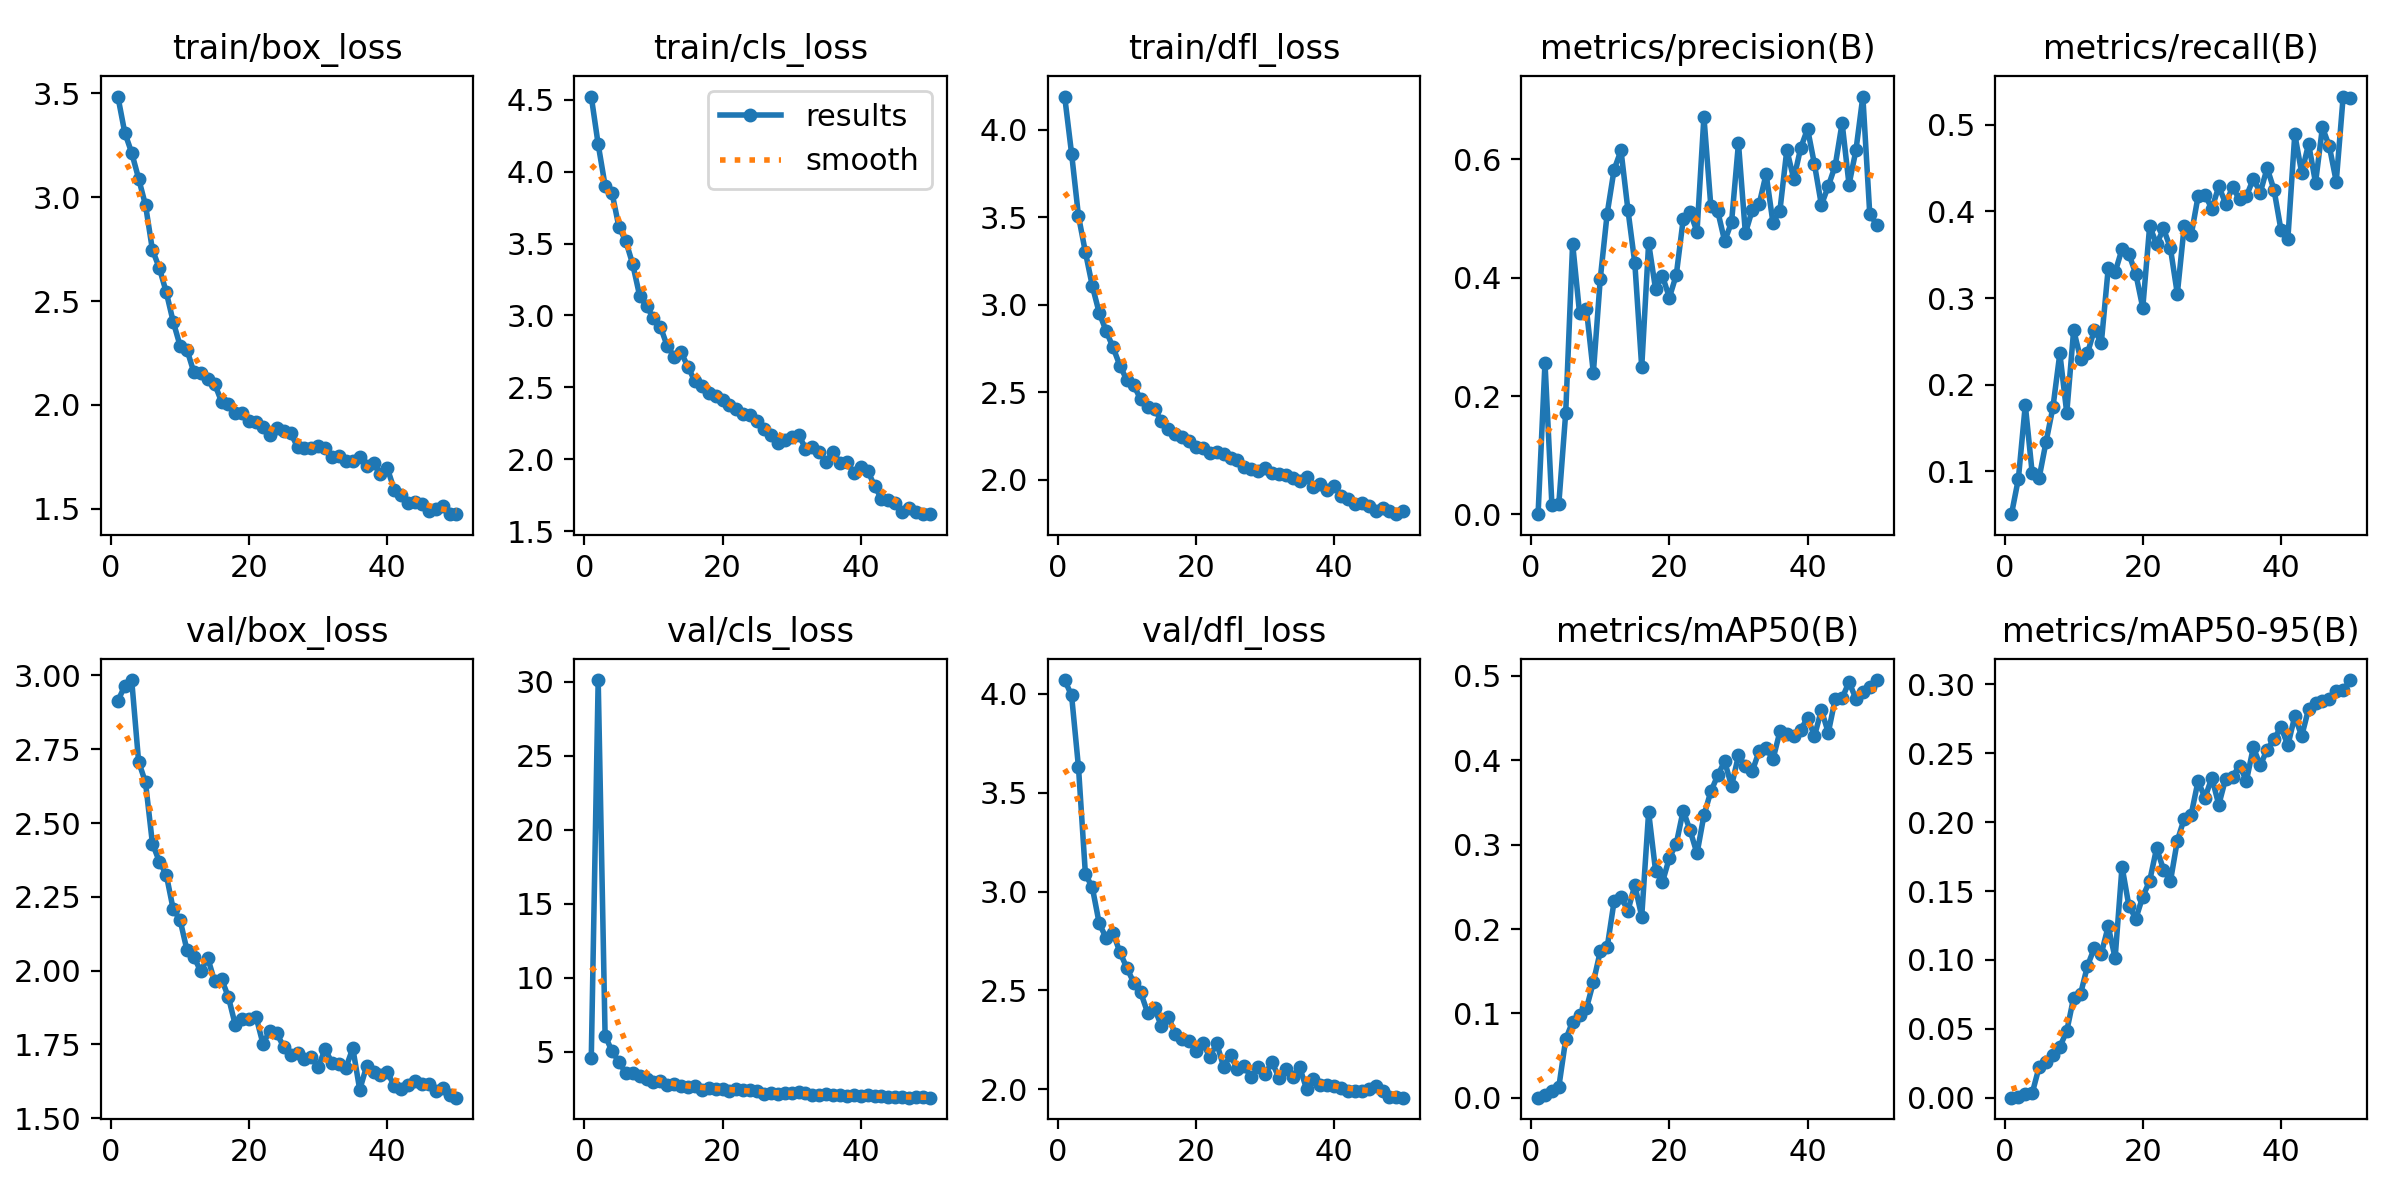 train/box_loss
3.5
3.0
2.5
2.0
1.5
0 20 40
train/cls_loss
results
smooth
4.5
4.0
3.5
3.0
2.5
2.0
1.5
0 20 40
train/dfl_loss
4.0
3.5
3.0
2.5
2.0
0 20 40
metrics/precision(B)
0.6
0.4
0.2
0.0
0 20 40
metrics/recall(B)
0.5
0.4
0.3
0.2
0.1
0 20 40
val/box_loss
3.00
2.75
2.50
2.25
2.00
1.75
1.50
0 20 40
val/cls_loss
30
25
20
15
10
5
0 20 40
val/dfl_loss
4.0
3.5
3.0
2.5
2.0
0 20 40
metrics/mAP50(B)
0.5
0.4
0.3
0.2
0.1
0.0
0 20 40
metrics/mAP50-95(B)
0.30
0.25
0.20
0.15
0.10
0.05
0.00
0 20 40